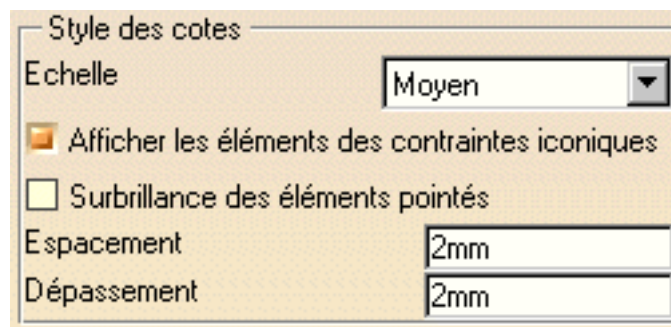 Style des cotes
Echelle Moyen
Afficher les éléments des contraintes iconiques
Surbrillance des éléments pointés
Espacement 2mm
Dépassement 2mm